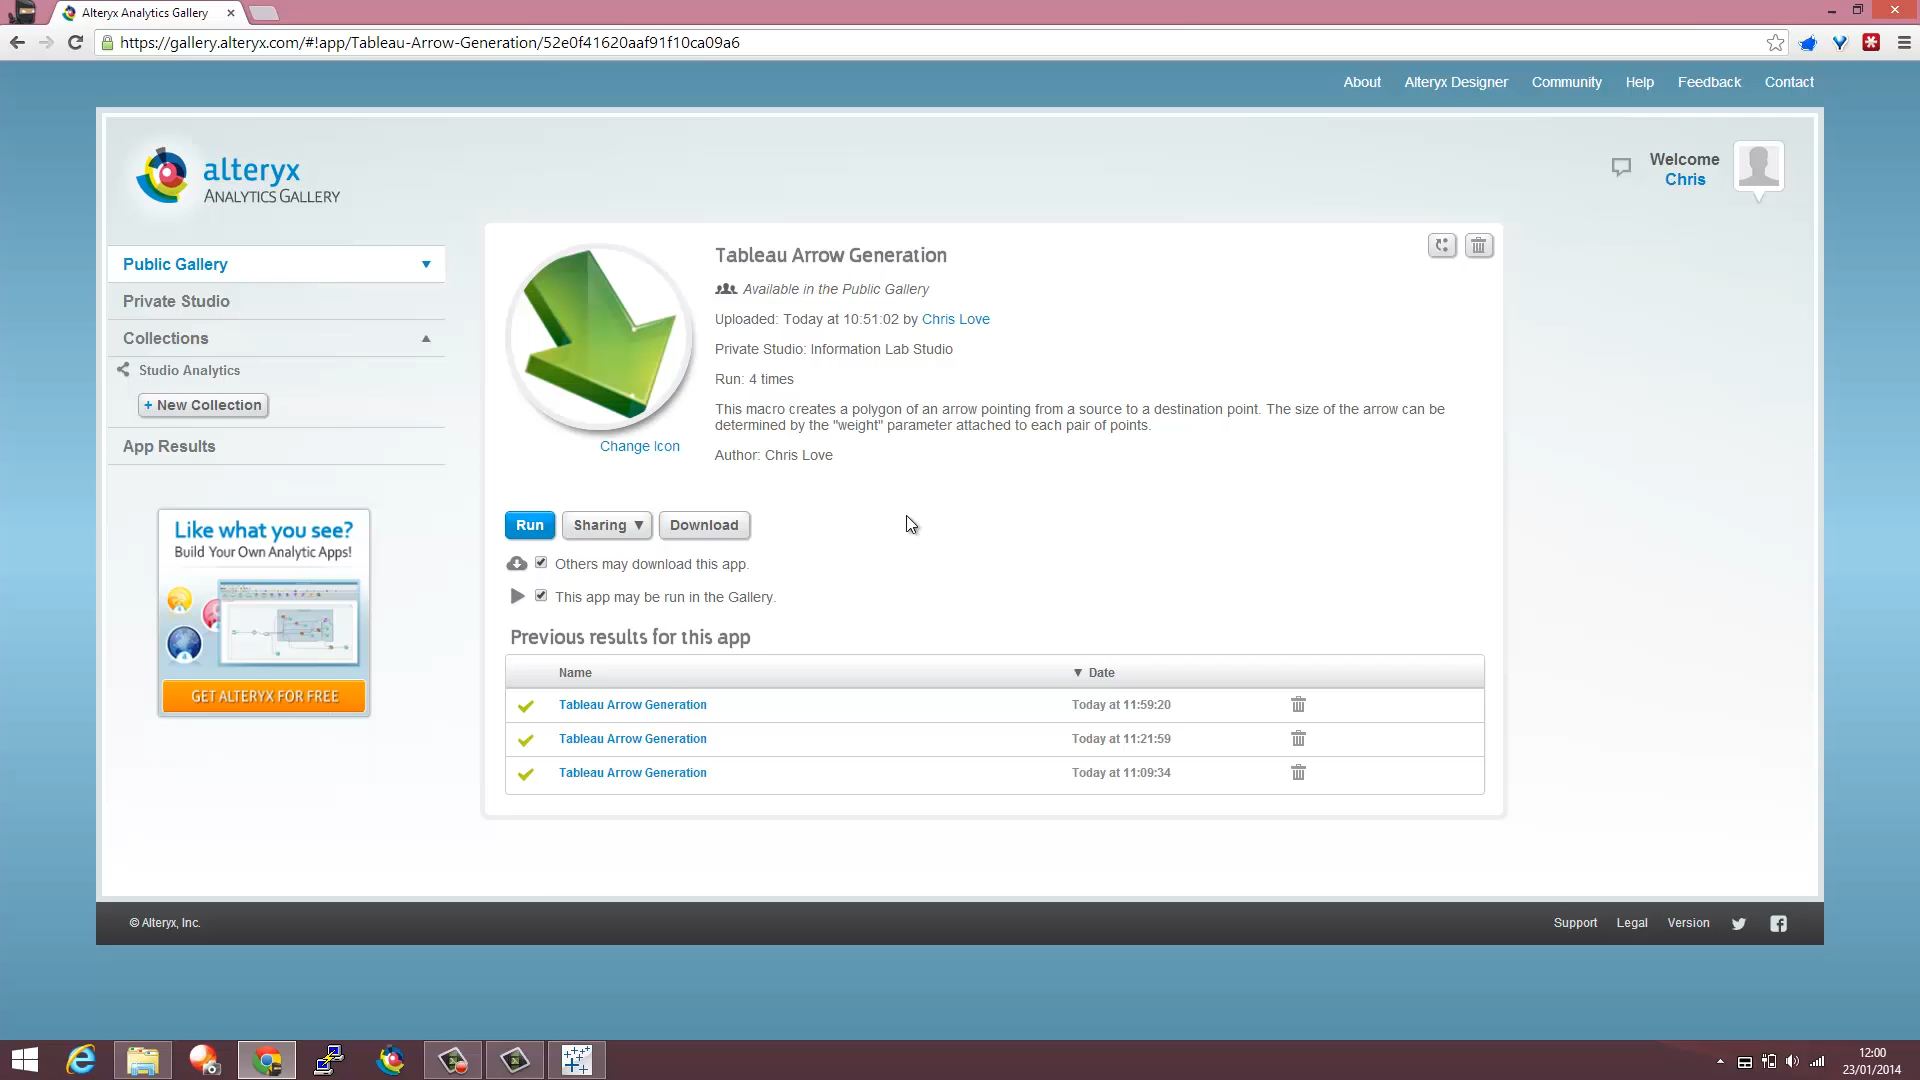 Alteryx Analytics Gallery
https://gallery.alteryx.com/#!app/Tableau-Arrow-Generation/52e0f41620aaf91f10ca09a6
About Alteryx Designer Community Help Feedback Contact
alteryx
ANALYTICS GALLERY
Welcome
Chris
Public Gallery
Private Studio
Collections
Studio Analytics
+ New Collection
App Results
Like what you see?
Build Your Own Analytic Apps!
GET ALTERYX FOR FREE
Tableau Arrow Generation
Available in the Public Gallery
Uploaded: Today at 10:51:02 by Chris Love
Private Studio: Information Lab Studio
Run: 4 times
This macro creates a polygon of an arrow pointing from a source to a destination point. The size of the arrow can be
determined by the "weight" parameter attached to each pair of points.
Author: Chris Love
Change Icon
Run Sharing Download
Others may download this app.
This app may be run in the Gallery.
Previous results for this app
Name Date
Tableau Arrow Generation Today at 11:59:20
Tableau Arrow Generation Today at 11:21:59
Tableau Arrow Generation Today at 11:09:34
© Alteryx, Inc.
Support Legal Version
12:00
23/01/2014